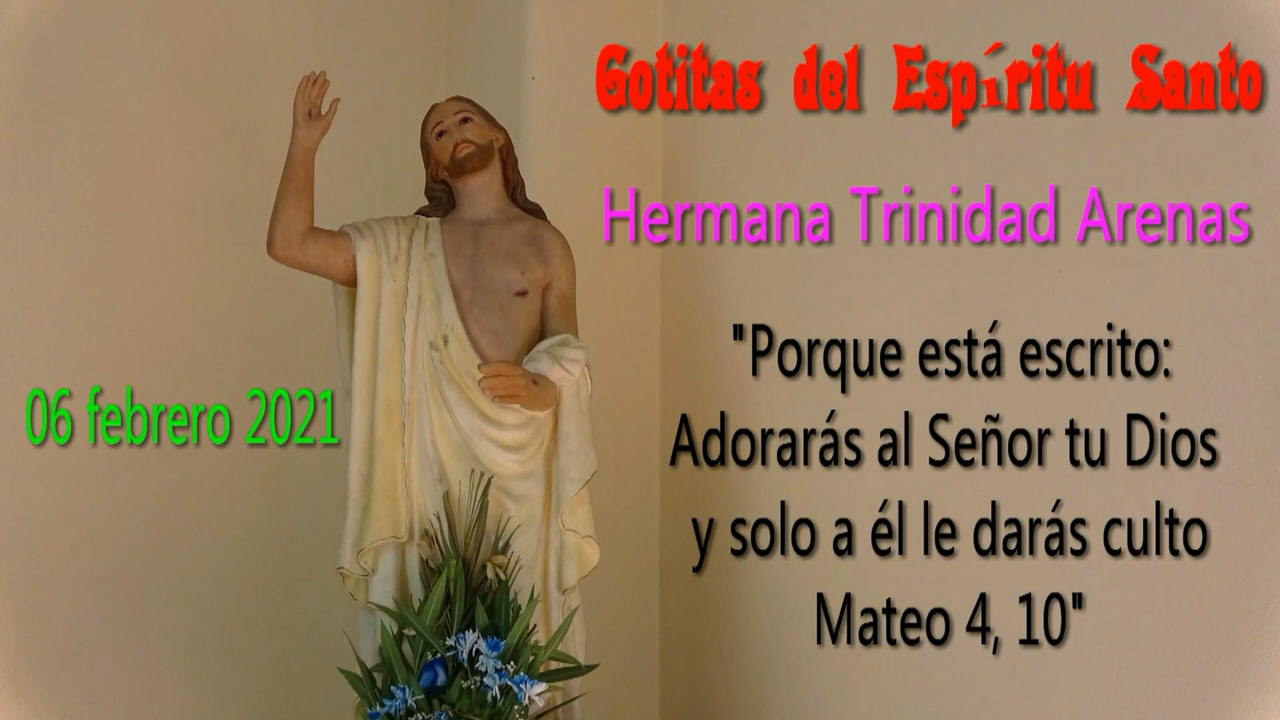 Gotitas del Espíritu Santo
Hermana Trinidad Arenas
06 febrero 2021
"Porque está escrito:
Adorarás al Señor tu Dios
y solo a él le darás culto
Mateo 4, 10"